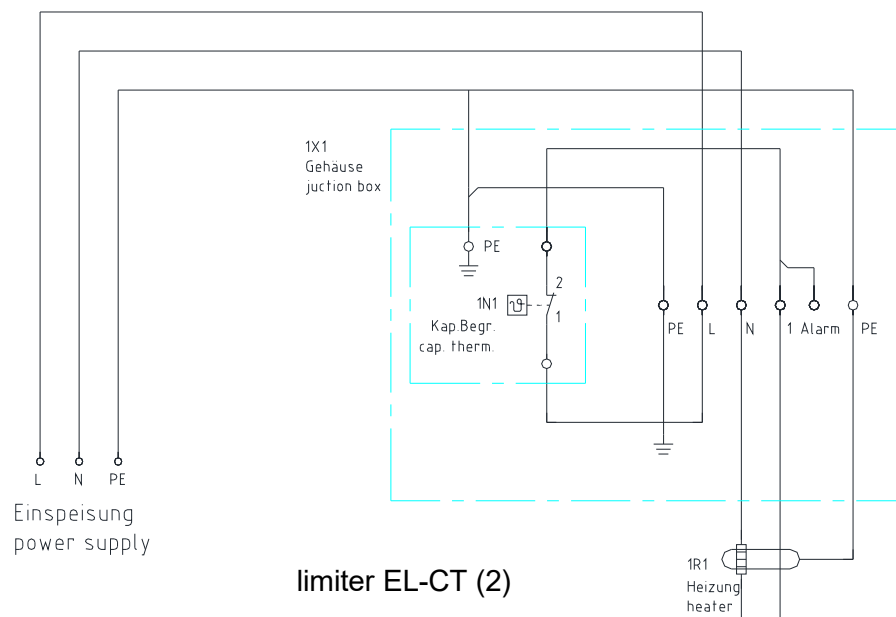 1X1
Gehäuse
juction box
PE
2
1N1
ϑ
1
Kap.Begr.
cap. therm.
PE L N 1 Alarm PE
L N PE
Einspeisung
power supply
limiter EL-CT (2)
1R1
Heizung
heater